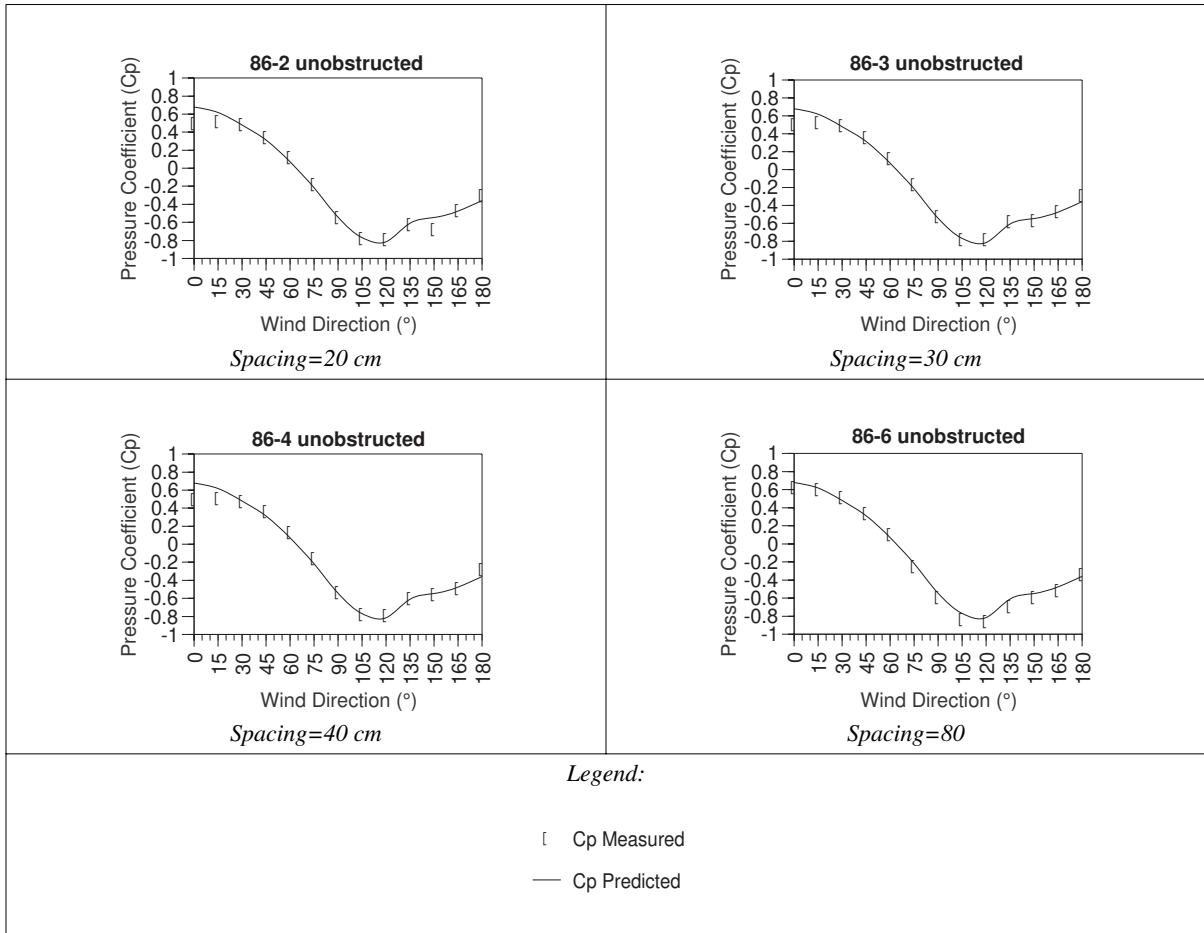 86-2 unobstructed
Pressure Coefficient (Cp)
1
0.8
0.6
0.4
0.2
0
-0.2
-0.4
-0.6
-0.8
-1
0 15 30 45 60 75 90 105 120 135 150 165 180
Wind Direction (°)
Spacing=20 cm
86-3 unobstructed
Pressure Coefficient (Cp)
1
0.8
0.6
0.4
0.2
0
-0.2
-0.4
-0.6
-0.8
-1
0 15 30 45 60 75 90 105 120 135 150 165 180
Wind Direction (°)
Spacing=30 cm
86-4 unobstructed
Pressure Coefficient (Cp)
1
0.8
0.6
0.4
0.2
0
-0.2
-0.4
-0.6
-0.8
-1
0 15 30 45 60 75 90 105 120 135 150 165 180
Wind Direction (°)
Spacing=40 cm
86-6 unobstructed
Pressure Coefficient (Cp)
1
0.8
0.6
0.4
0.2
0
-0.2
-0.4
-0.6
-0.8
-1
0 15 30 45 60 75 90 105 120 135 150 165 180
Wind Direction (°)
Spacing=80
Legend:
Cp Measured
Cp Predicted